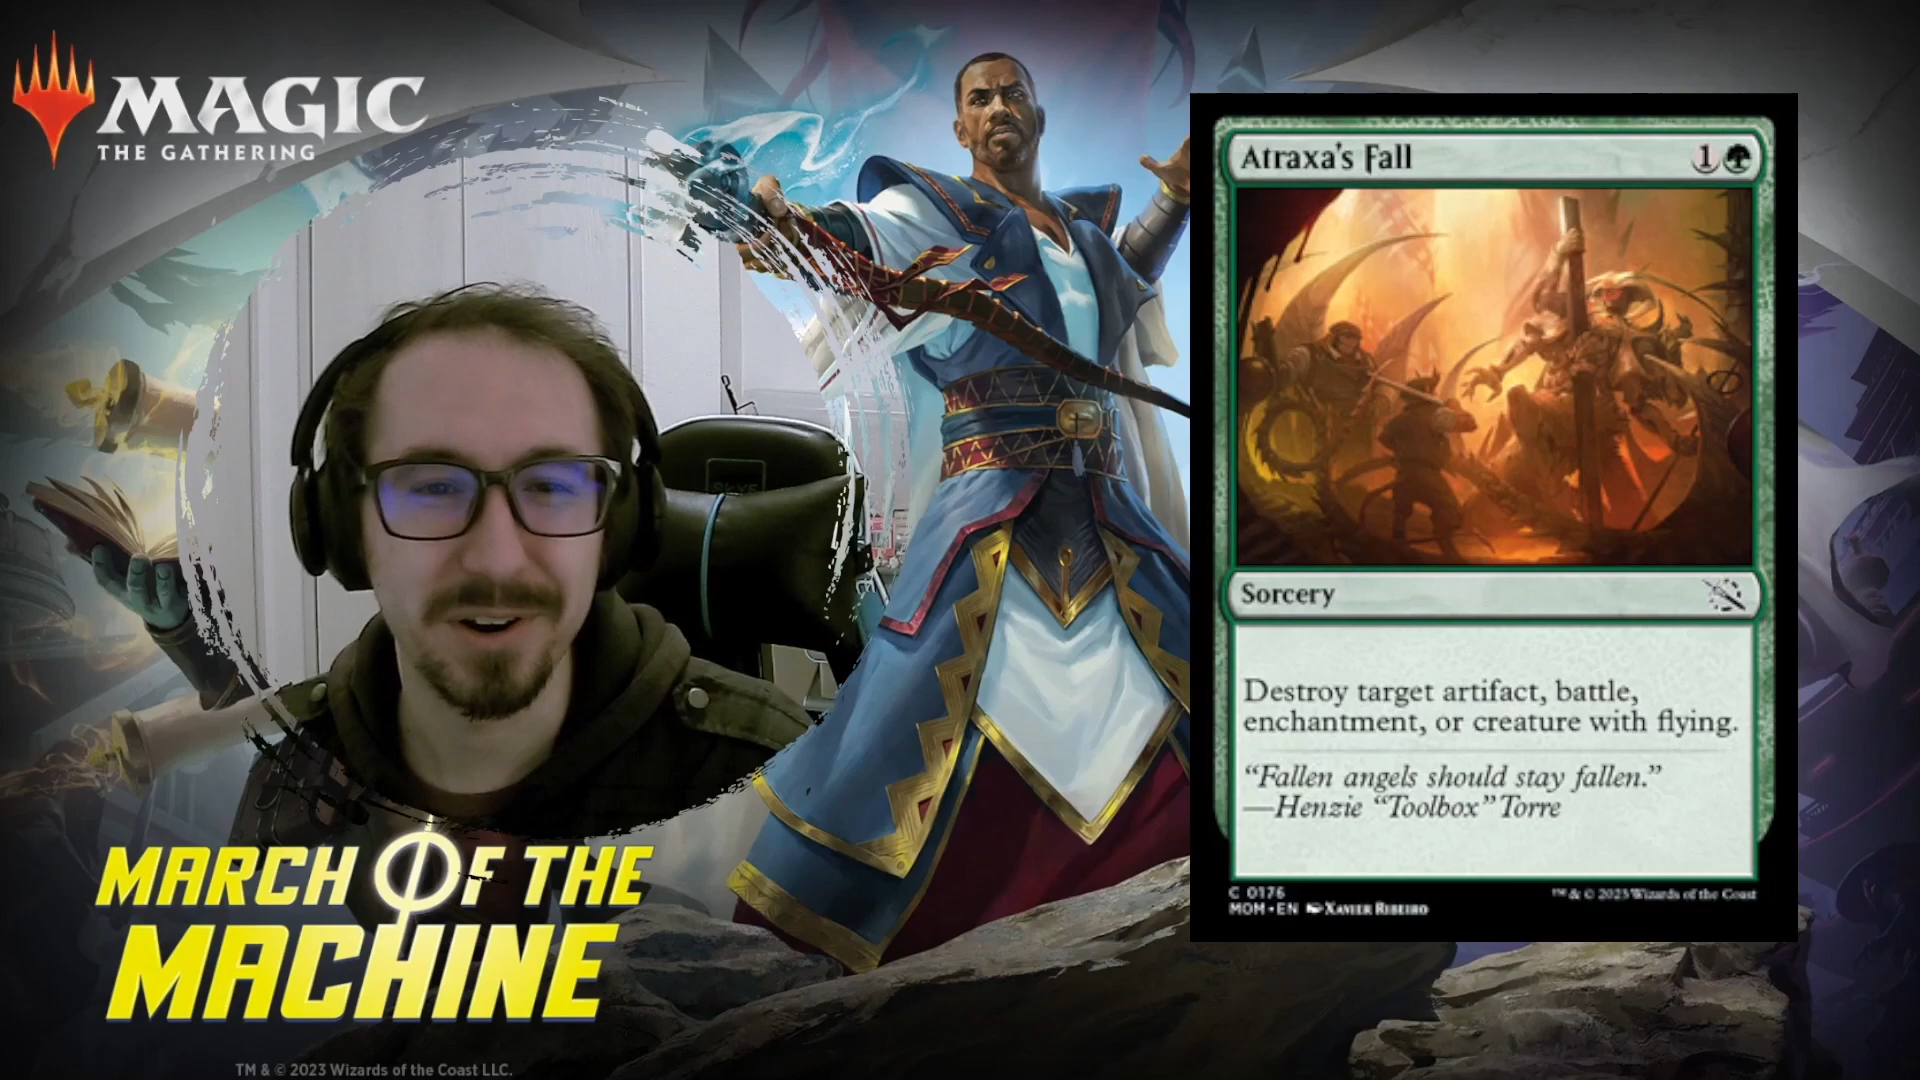 MAGIC
THE GATHERING
Atraxa's Fall
1
Sorcery
Destroy target artifact, battle,
enchantment, or creature with flying.
“Fallen angels should stay fallen.”
—Henzie “Toolbox” Torre
C 0176
™ & © 2023 Wizards of the Coast
MOM • EN XAVIER RIBEIRO
MARCH OF THE
MACHINE
TM & © 2023 Wizards of the Coast LLC.